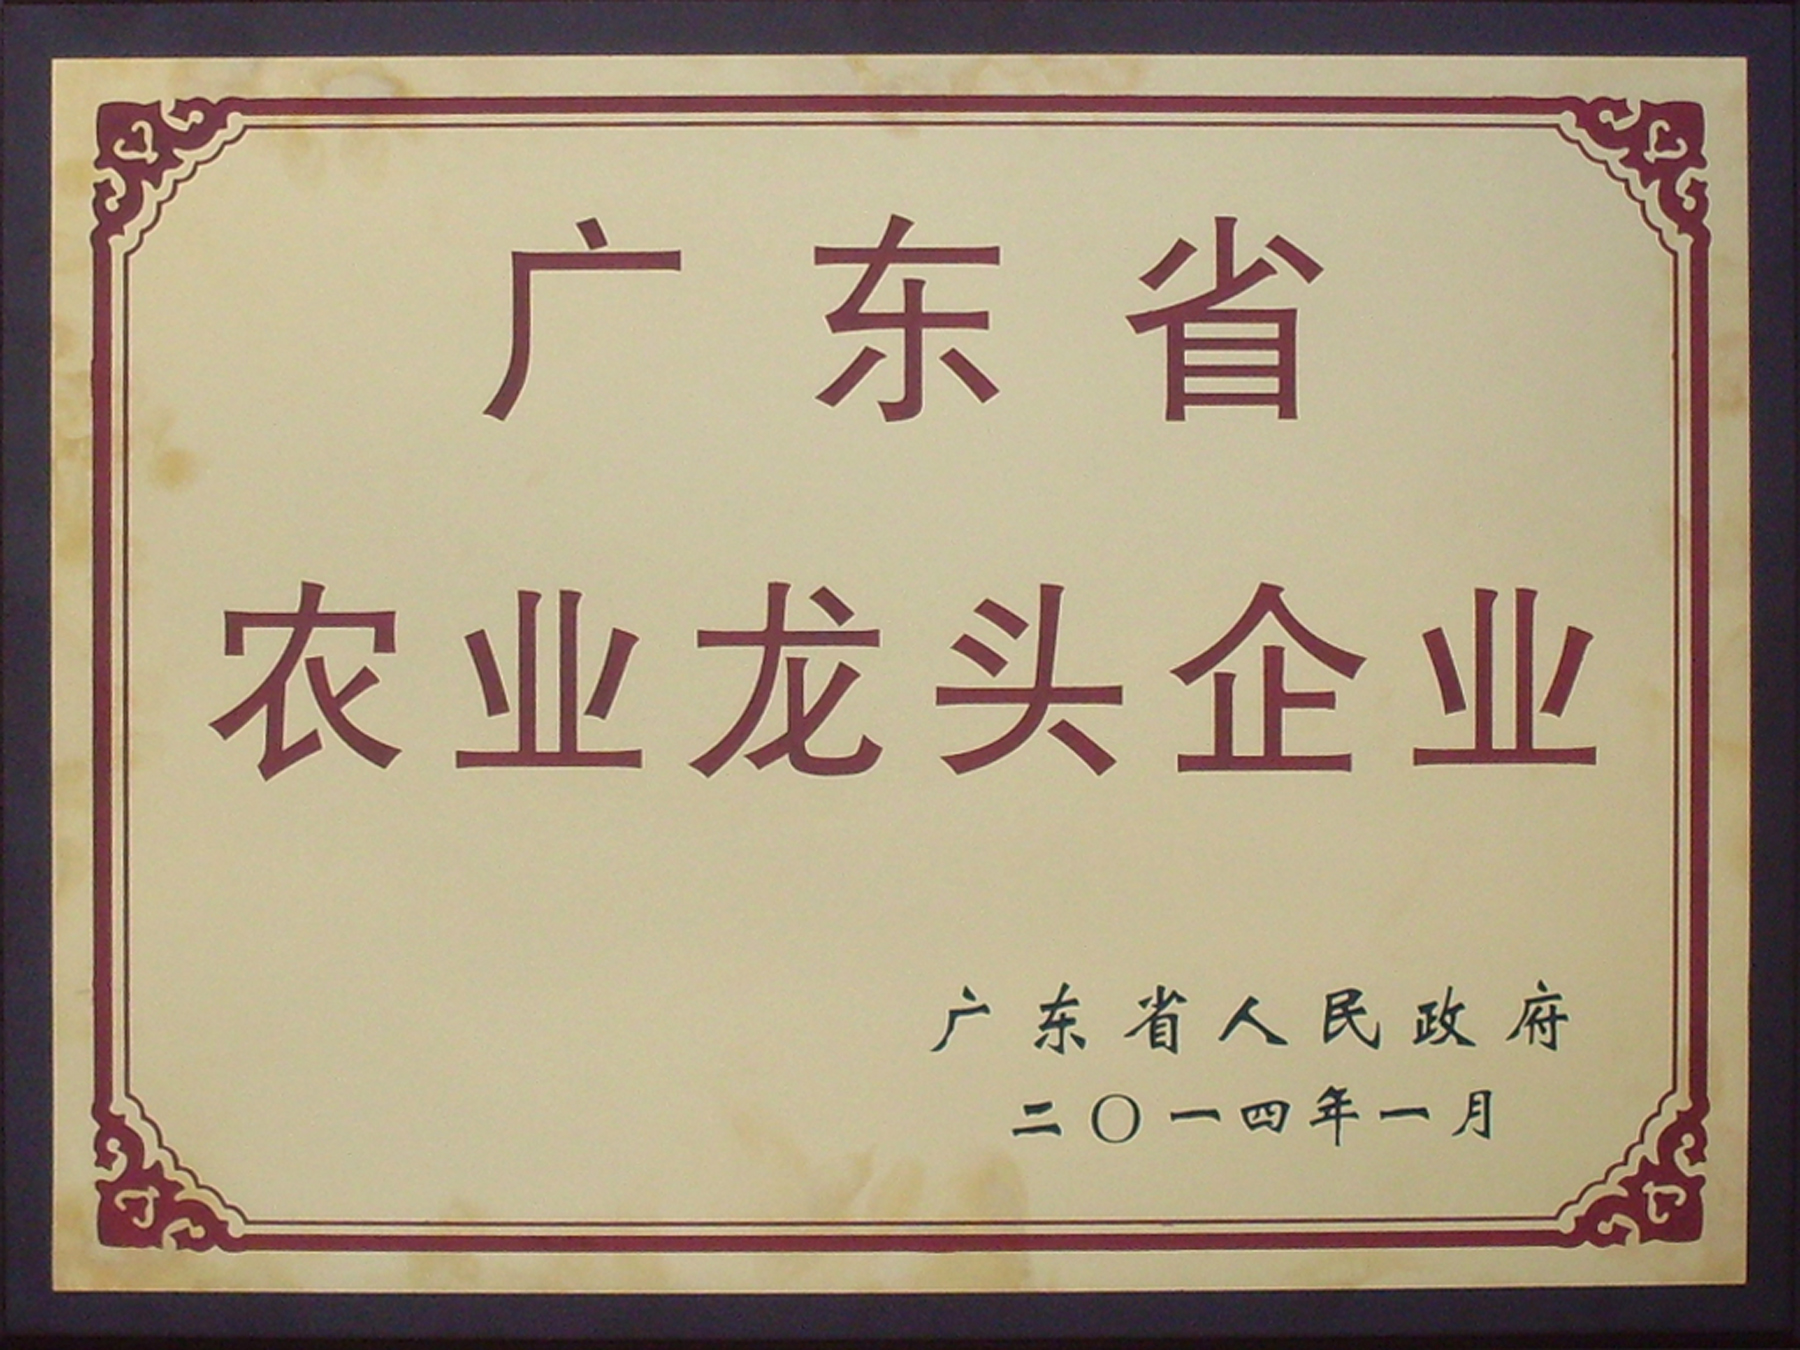 广东省
农业龙头企业
广东省人民政府
二〇一四年一月